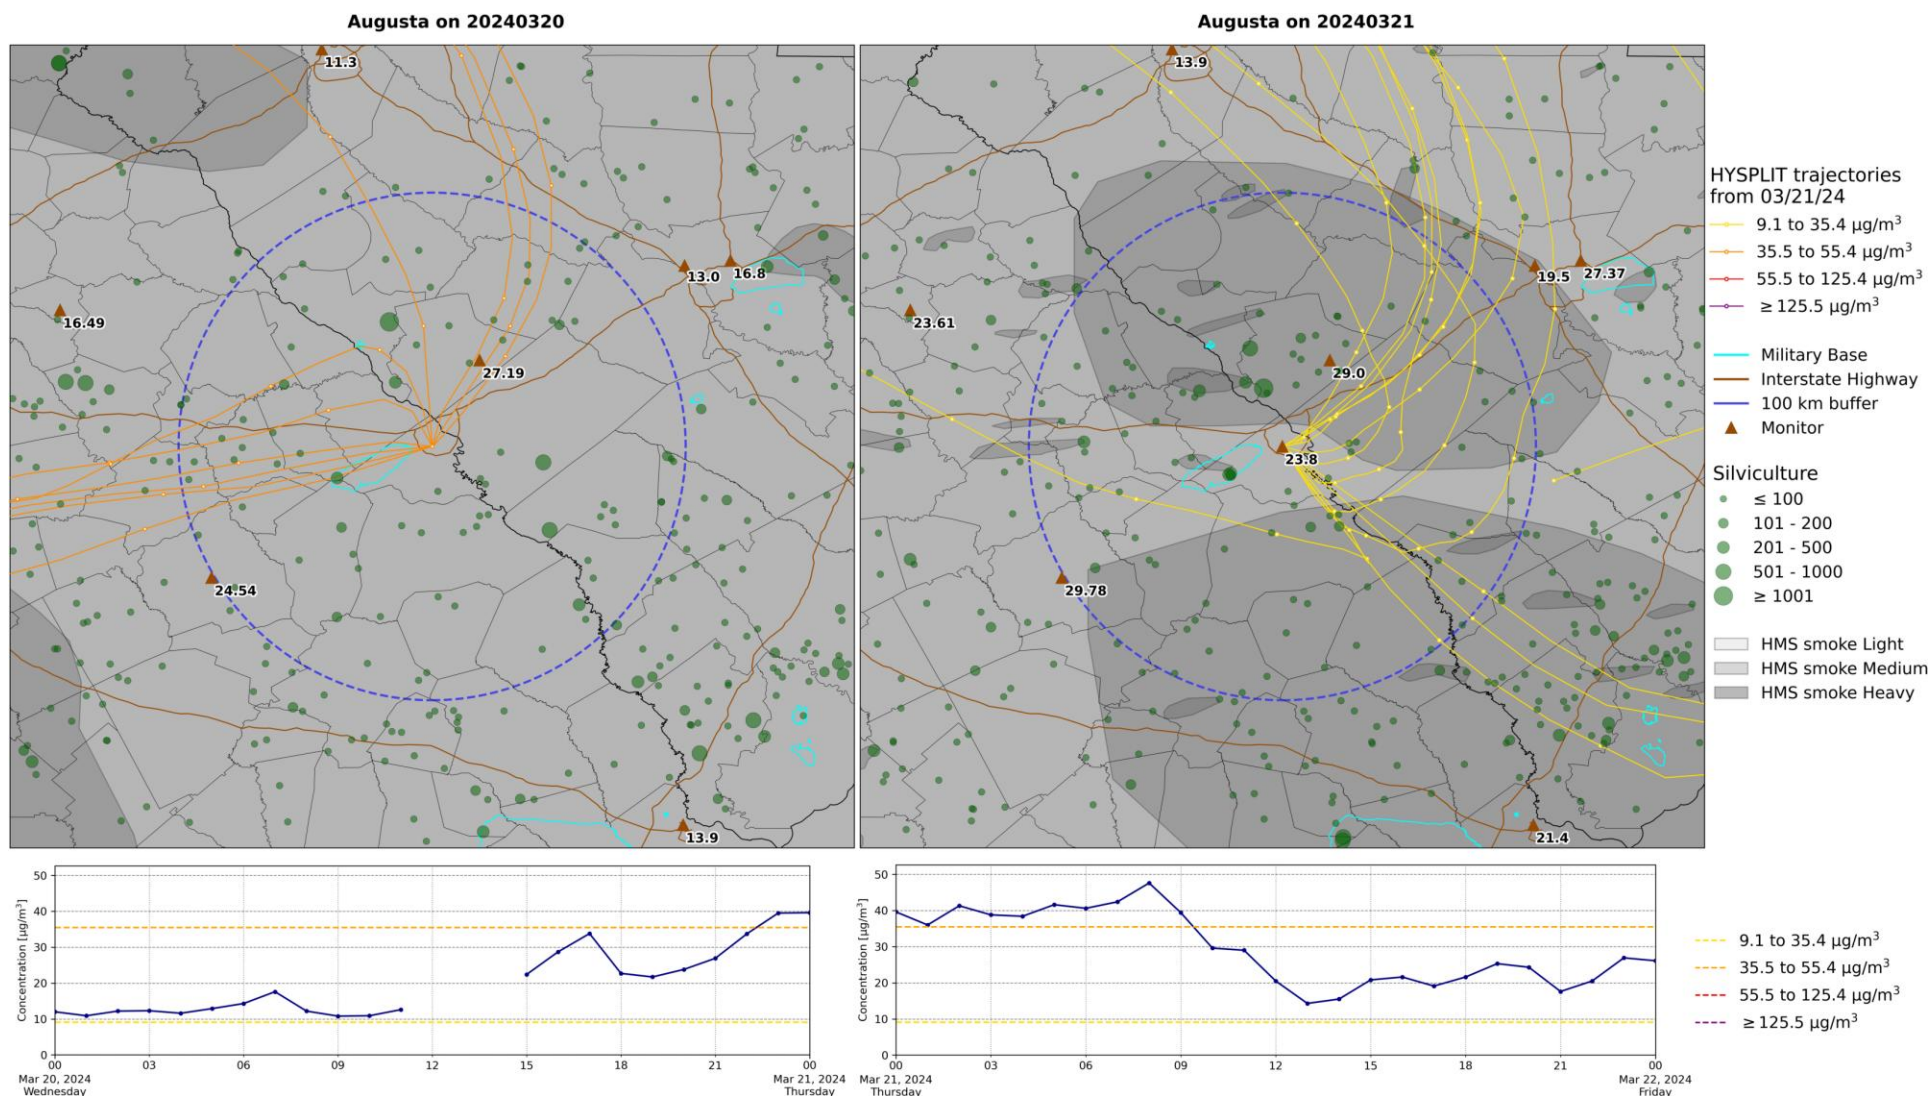 Augusta on 20240320
11.3
16.49
13.0
16.8
27.19
24.54
13.9
Augusta on 20240321
13.9
23.61
19.5
27.37
29.0
23.8
29.78
21.4
HYSPLIT trajectories
from 03/21/24
9.1 to 35.4 µg/m³
35.5 to 55.4 µg/m³
55.5 to 125.4 µg/m³
≥ 125.5 µg/m³
Military Base
Interstate Highway
100 km buffer
Monitor
Silviculture
≤ 100
101 - 200
201 - 500
501 - 1000
≥ 1001
HMS smoke Light
HMS smoke Medium
HMS smoke Heavy
Concentration [µg/m³]
50
40
30
20
10
0
00
03
06
09
12
15
18
21
00
Mar 20, 2024
Wednesday
Mar 21, 2024
Thursday
Concentration [µg/m³]
50
40
30
20
10
0
00
03
06
09
12
15
18
21
00
Mar 21, 2024
Thursday
Mar 22, 2024
Friday
9.1 to 35.4 µg/m³
35.5 to 55.4 µg/m³
55.5 to 125.4 µg/m³
≥ 125.5 µg/m³